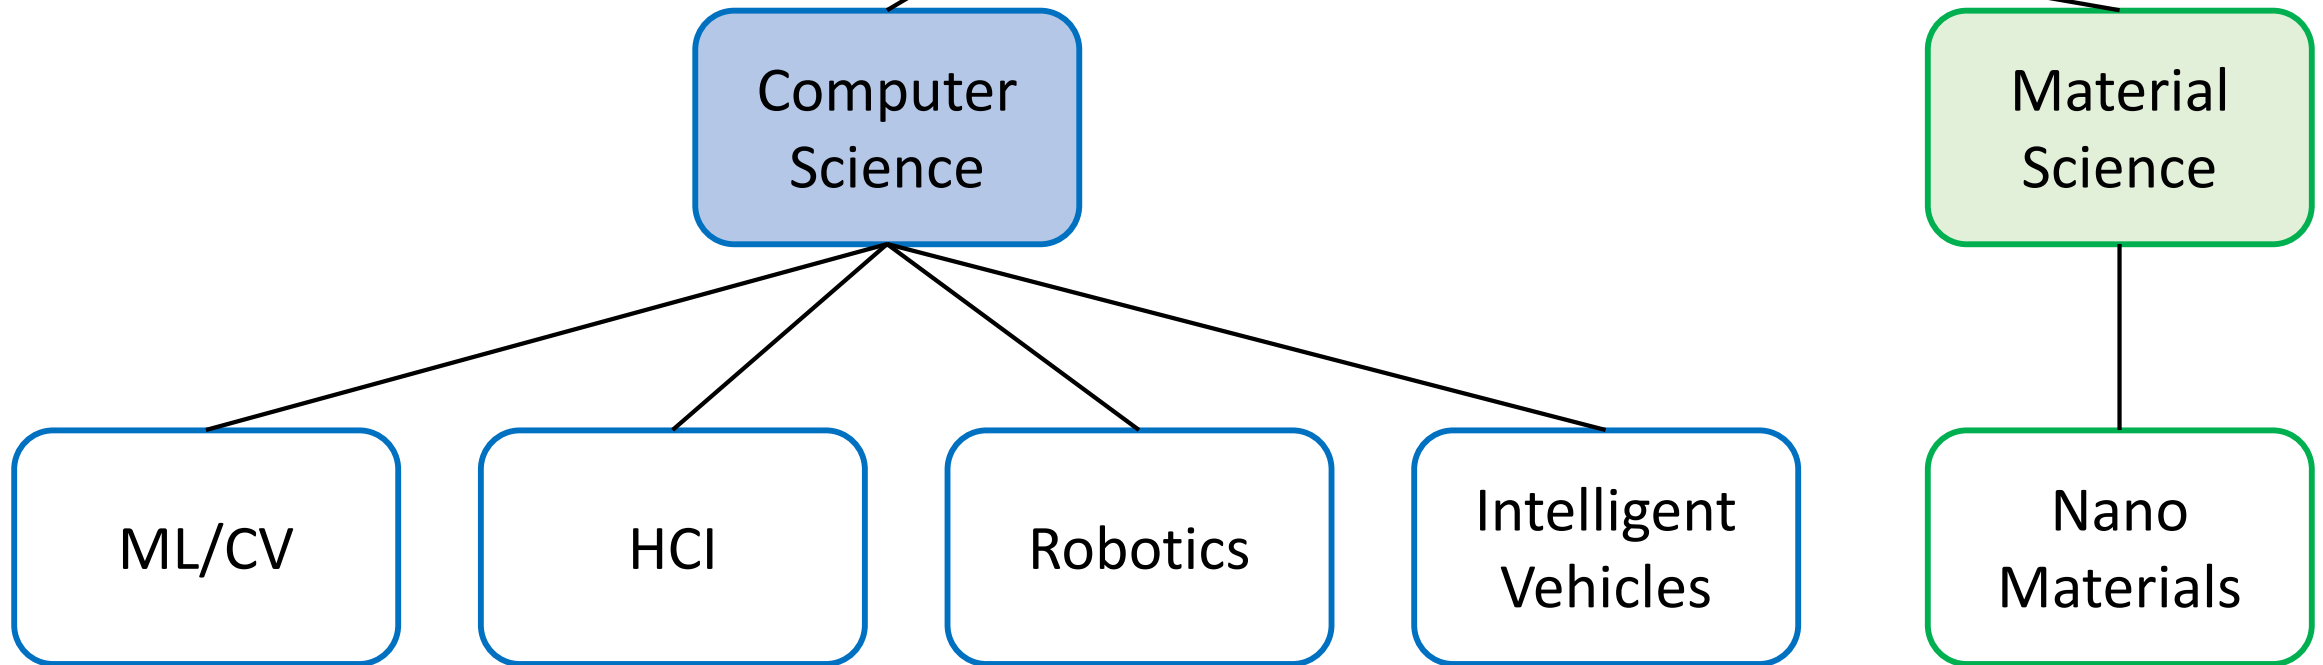 Computer
Science
Material
Science
ML/CV
HCI
Robotics
Intelligent
Vehicles
Nano
Materials